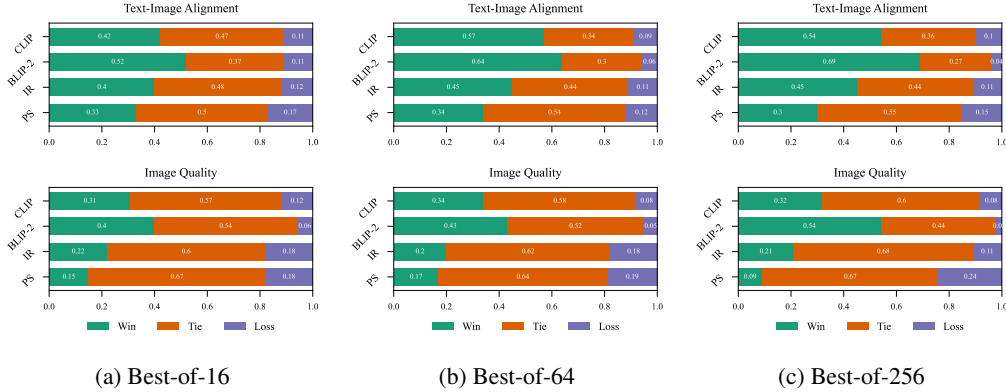 Text-Image Alignment
CLIP 0.42 0.47 0.11
BLIP-2 0.52 0.37 0.11
IR 0.4 0.48 0.12
PS 0.33 0.5 0.17
0.0 0.2 0.4 0.6 0.8 1.0
Image Quality
CLIP 0.31 0.57 0.12
BLIP-2 0.4 0.54 0.06
IR 0.22 0.6 0.18
PS 0.15 0.67 0.18
0.0 0.2 0.4 0.6 0.8 1.0
Win Tie Loss
(a) Best-of-16
Text-Image Alignment
CLIP 0.57 0.34 0.09
BLIP-2 0.64 0.3 0.06
IR 0.45 0.44 0.11
PS 0.34 0.54 0.12
0.0 0.2 0.4 0.6 0.8 1.0
Image Quality
CLIP 0.34 0.58 0.08
BLIP-2 0.43 0.52 0.05
IR 0.2 0.62 0.18
PS 0.17 0.64 0.19
0.0 0.2 0.4 0.6 0.8 1.0
Win Tie Loss
(b) Best-of-64
Text-Image Alignment
CLIP 0.54 0.36 0.1
BLIP-2 0.69 0.27 0.04
IR 0.45 0.44 0.11
PS 0.3 0.55 0.15
0.0 0.2 0.4 0.6 0.8 1.0
Image Quality
CLIP 0.32 0.6 0.08
BLIP-2 0.54 0.44
IR 0.21 0.68 0.11
PS 0.09 0.67 0.24
0.0 0.2 0.4 0.6 0.8 1.0
Win Tie Loss
(c) Best-of-256